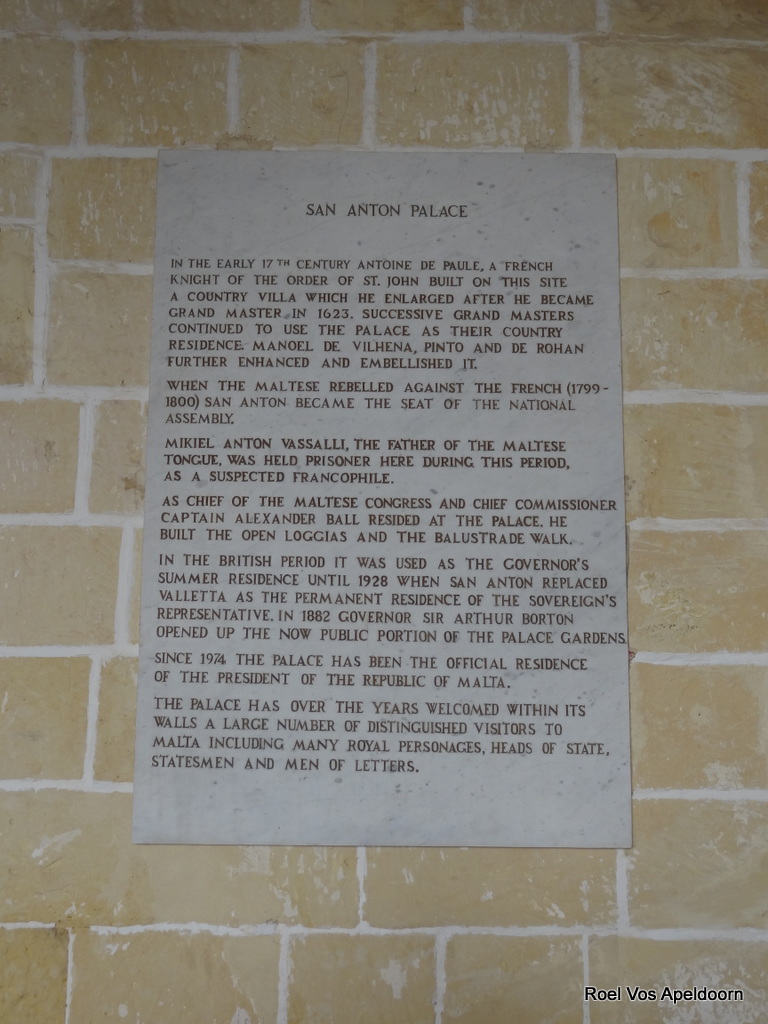 SAN ANTON PALACE
IN THE EARLY 17TH CENTURY ANTOINE DE PAULE, A FRENCH
KNIGHT OF THE ORDER OF ST. JOHN BUILT ON THIS SITE
A COUNTRY VILLA WHICH HE ENLARGED AFTER HE BECAME
GRAND MASTER IN 1623. SUCCESSIVE GRAND MASTERS
CONTINUED TO USE THE PALACE AS THEIR COUNTRY
RESIDENCE. MANOEL DE VILHENA, PINTO AND DE ROHAN
FURTHER ENHANCED AND EMBELLISHED IT.
WHEN THE MALTESE REBELLED AGAINST THE FRENCH (1799-
1800) SAN ANTON BECAME THE SEAT OF THE NATIONAL
ASSEMBLY.
MIKIEL ANTON VASSALLI, THE FATHER OF THE MALTESE
TONGUE, WAS HELD PRISONER HERE DURING THIS PERIOD,
AS A SUSPECTED FRANCOPHILE.
AS CHIEF OF THE MALTESE CONGRESS AND CHIEF COMMISSIONER
CAPTAIN ALEXANDER BALL RESIDED AT THE PALACE. HE
BUILT THE OPEN LOGGIAS AND THE BALUSTRADE WALK.
IN THE BRITISH PERIOD IT WAS USED AS THE GOVERNOR'S
SUMMER RESIDENCE UNTIL 1928 WHEN SAN ANTON REPLACED
VALLETTA AS THE PERMANENT RESIDENCE OF THE SOVEREIGN'S
REPRESENTATIVE. IN 1882 GOVERNOR SIR ARTHUR BORTON
OPENED UP THE NOW PUBLIC PORTION OF THE PALACE GARDENS.
SINCE 1974 THE PALACE HAS BEEN THE OFFICIAL RESIDENCE
OF THE PRESIDENT OF THE REPUBLIC OF MALTA.
THE PALACE HAS OVER THE YEARS WELCOMED WITHIN ITS
WALLS A LARGE NUMBER OF DISTINGUISHED VISITORS TO
MALTA INCLUDING MANY ROYAL PERSONAGES, HEADS OF STATE,
STATESMEN AND MEN OF LETTERS.
Roel Vos Apeldoorn